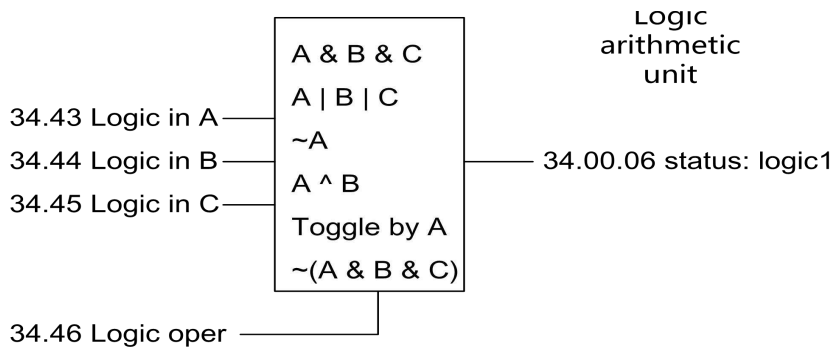 Logic
arithmetic
unit
A & B & C
A | B | C
~A
A ^ B
Toggle by A
~(A & B & C)
34.43 Logic in A
34.44 Logic in B
34.45 Logic in C
34.46 Logic oper
34.00.06 status: logic1